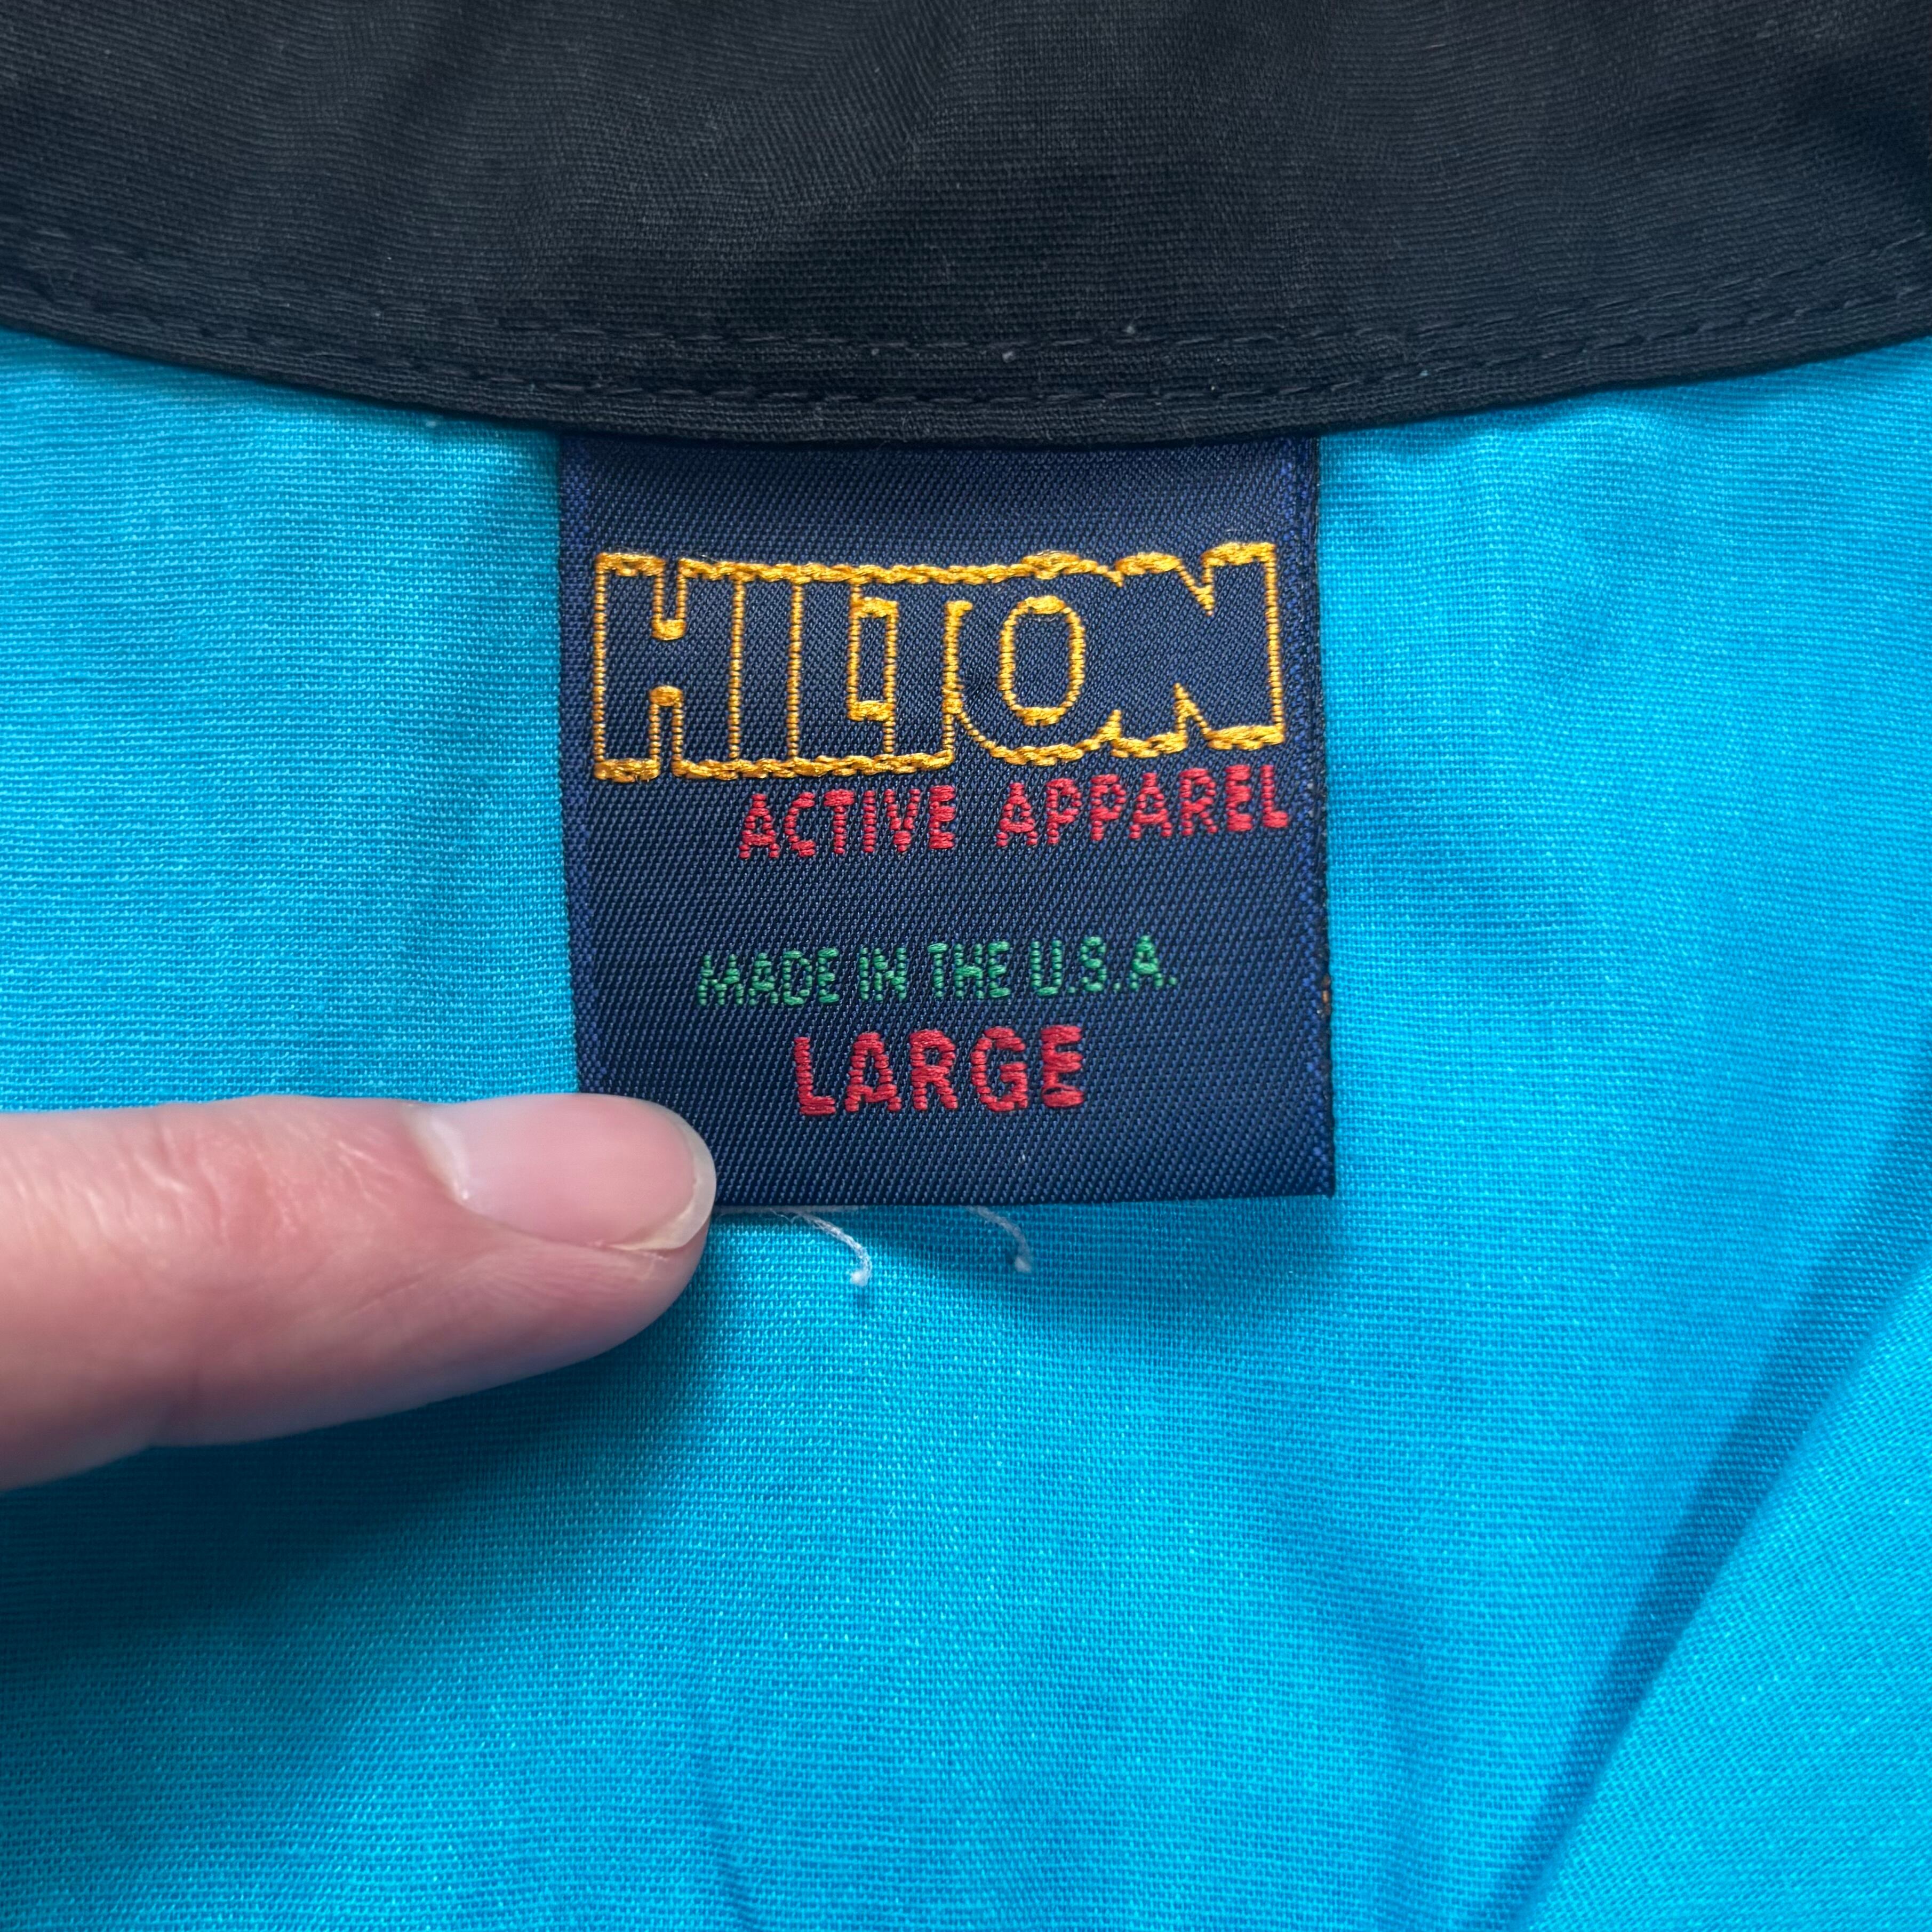 HILTON
ACTIVE APPAREL
MADE IN THE U.S.A.
LARGE